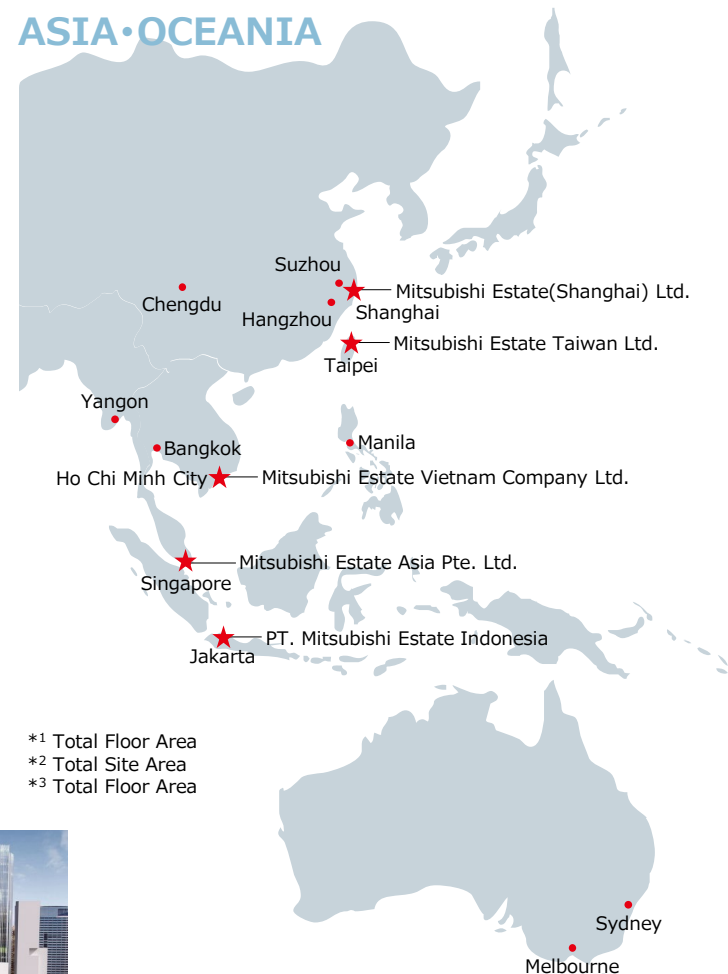 ASIA・OCEANIA
Suzhou
Chengdu
Mitsubishi Estate(Shanghai) Ltd.
Hangzhou
Shanghai
Mitsubishi Estate Taiwan Ltd.
Taipei
Yangon
Bangkok
Manila
Ho Chi Minh City
Mitsubishi Estate Vietnam Company Ltd.
Mitsubishi Estate Asia Pte. Ltd.
Singapore
PT. Mitsubishi Estate Indonesia
Jakarta
*1 Total Floor Area
*2 Total Site Area
*3 Total Floor Area
Sydney
Melbourne